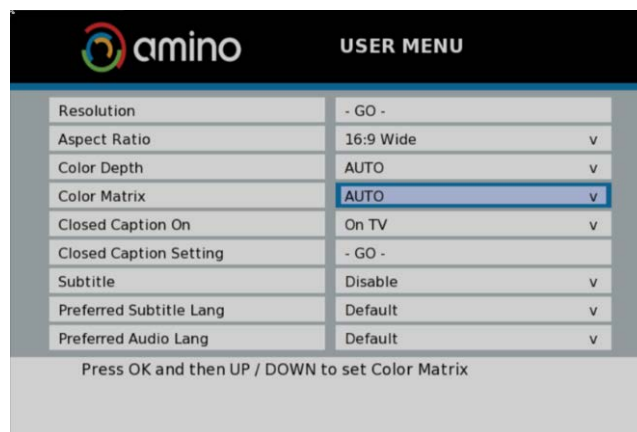 amino USER MENU
Resolution - GO -
Aspect Ratio 16:9 Wide v
Color Depth AUTO v
Color Matrix AUTO v
Closed Caption On On TV v
Closed Caption Setting - GO -
Subtitle Disable v
Preferred Subtitle Lang Default v
Preferred Audio Lang Default v
Press OK and then UP / DOWN to set Color Matrix